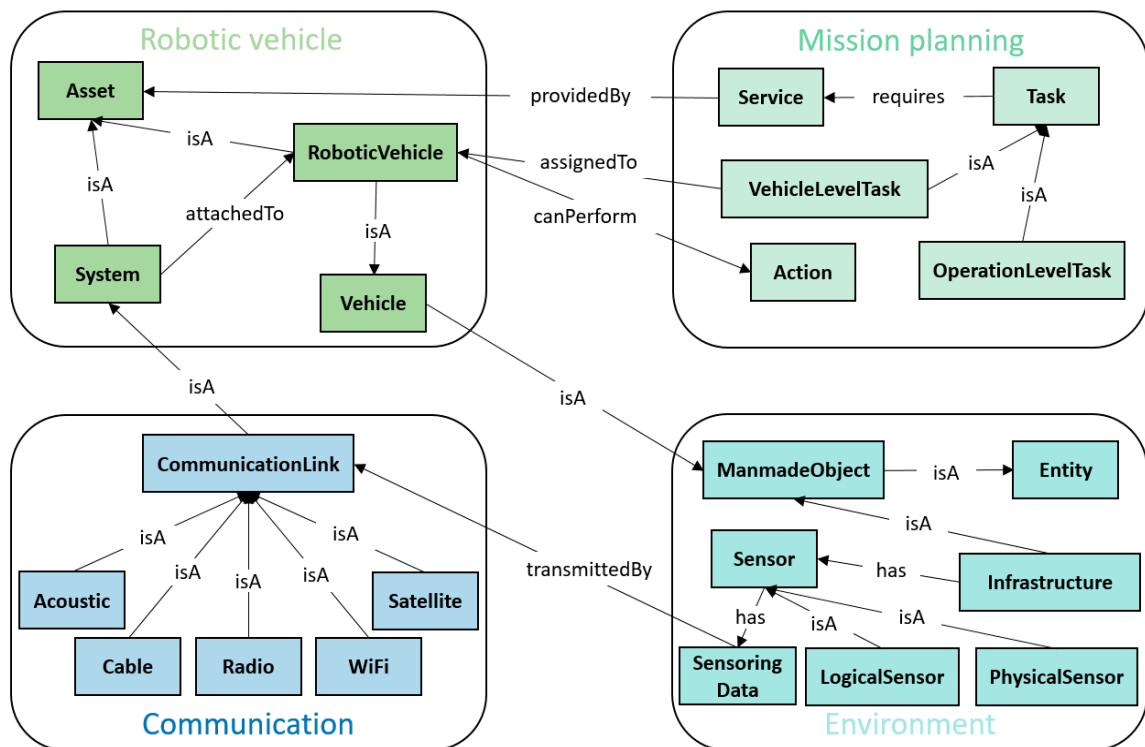 Robotic vehicle
Asset
isA
RoboticVehicle
isA
attachedTo
isA
System
Vehicle
Mission planning
providedBy
Service
requires
Task
assignedTo
VehicleLevelTask
isA
isA
canPerform
Action
OperationLevelTask
isA
isA
CommunicationLink
isA
isA
isA
isA
isA
Acoustic
Satellite
Cable
Radio
WiFi
Communication
transmittedBy
ManmadeObject
isA
Entity
isA
Sensor
has
Infrastructure
has
isA
isA
Sensoring
Data
LogicalSensor
PhysicalSensor
Environment